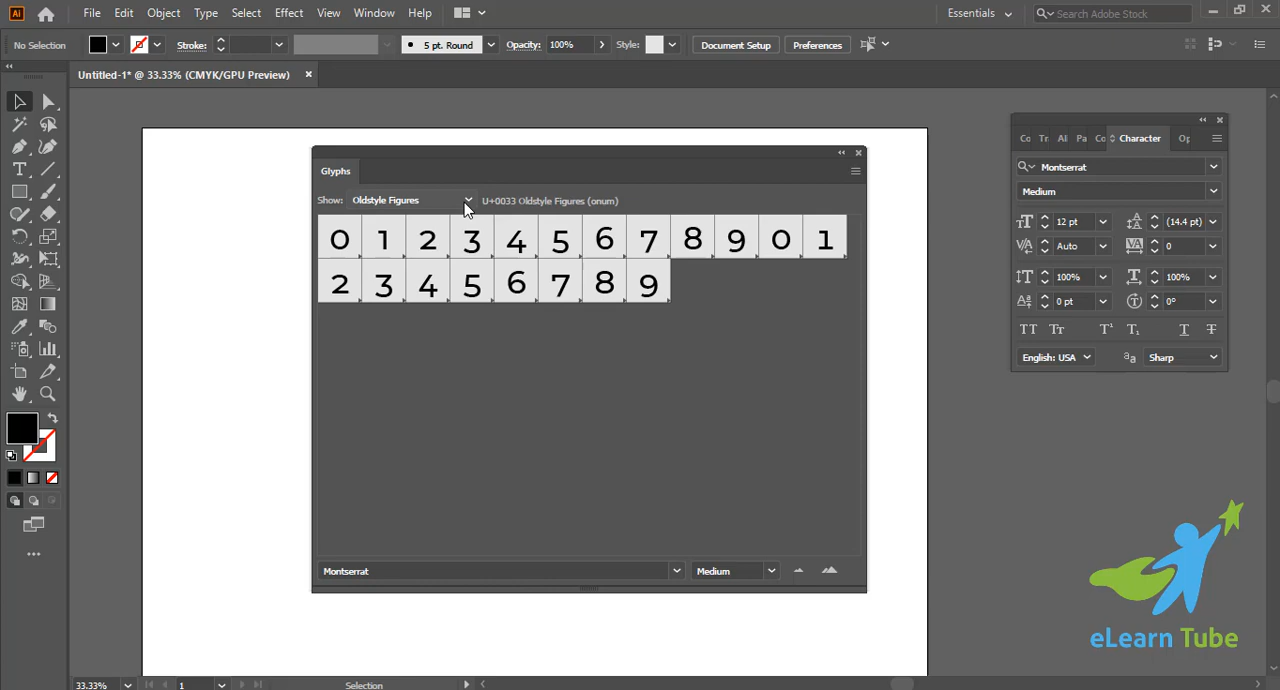 Ai File Edit Object Type Select Effect View Window Help Essentials Search Adobe Stock
No Selection Stroke: 5 pt. Round Opacity: 100% Style: Document Setup Preferences
Untitled-1* @ 33.33% (CMYK/GPU Preview)
Glyphs
Show: Oldstyle Figures U+0033 Oldstyle Figures (onum)
0 1 2 3 4 5 6 7 8 9 0 1
2 3 4 5 6 7 8 9
Montserrat Medium
Co Tr Al Pa Co Character Op
Montserrat
Medium
12 pt (14.4 pt)
Auto 0
100% 100%
0 pt 0°
TT Tr T¹ T₁ T T
English: USA aa Sharp
eLearn Tube
33.33% 1 Selection